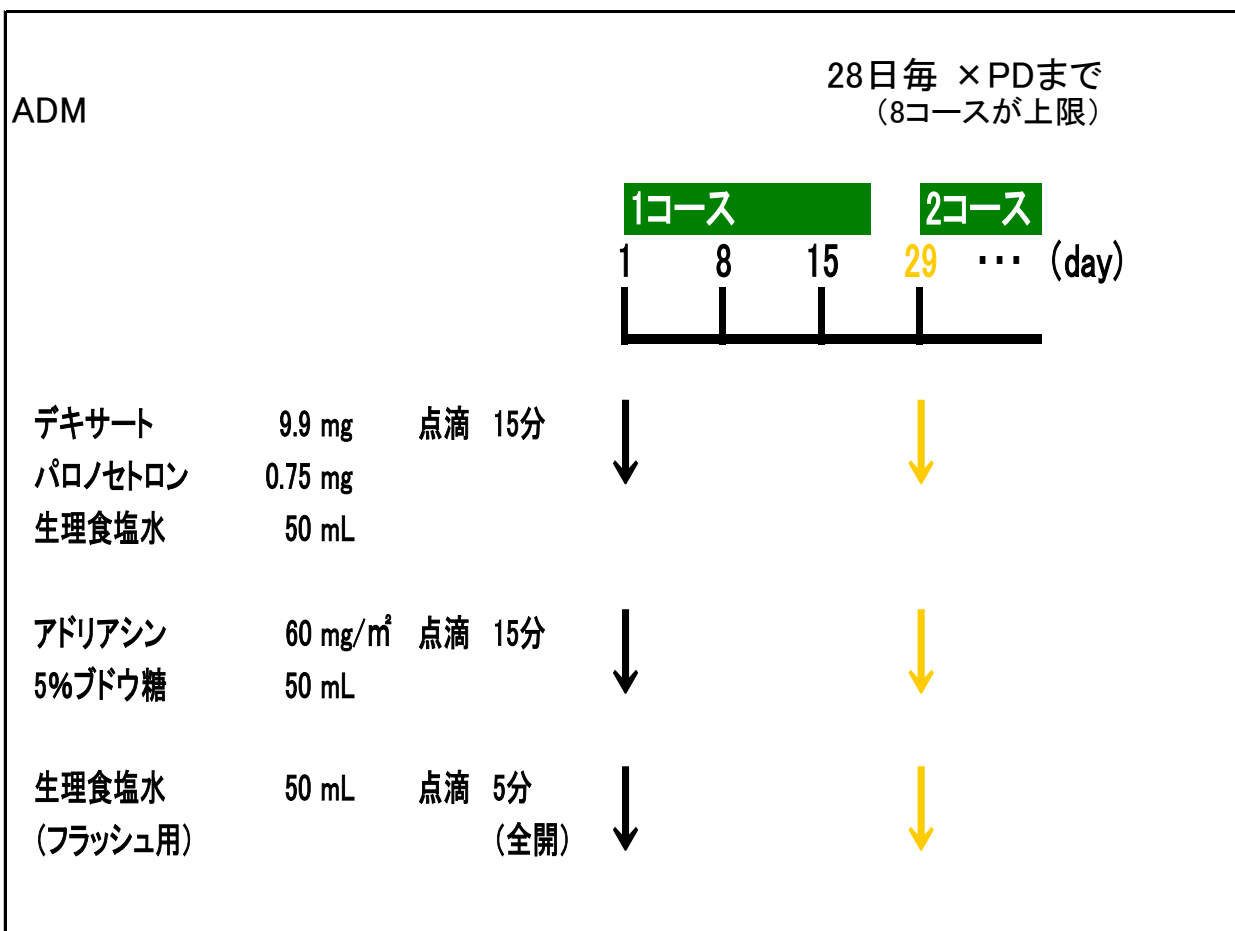 28日毎 ×PDまで
ADM
（8コースが上限）
1コース 2コース
1 8 15 29 ･･･ (day)
デキサート 9.9 mg 点滴 15分
パロノセトロン 0.75 mg
生理食塩水 50 mL
アドリアシン 60 mg/㎡ 点滴 15分
5%ブドウ糖 50 mL
生理食塩水 50 mL 点滴 5分
（フラッシュ用） （全開）